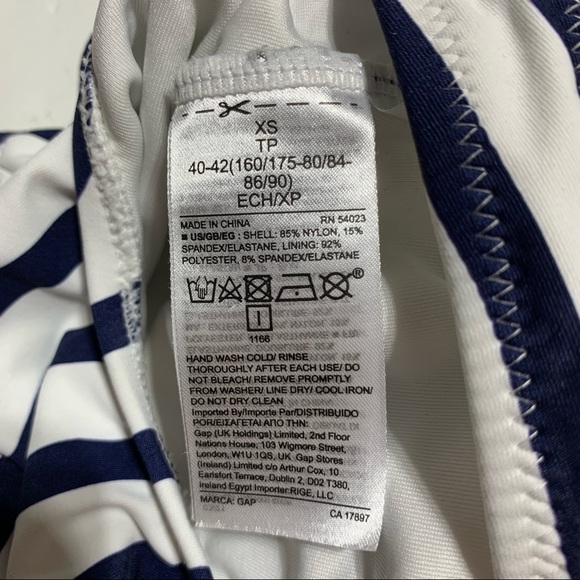 XS
TP
40-42(160/175-80/84-
86/90)
ECH/XP
MADE IN CHINA RN 54023
■ US/GB/EG : SHELL: 85% NYLON, 15%
SPANDEX/ELASTANE, LINING: 92%
POLYESTER, 8% SPANDEX/ELASTANE
®
I
1166
HAND WASH COLD/ RINSE
THOROUGHLY AFTER EACH USE/ DO
NOT BLEACH/ REMOVE PROMPTLY
FROM WASHER/ LINE DRY/ COOL IRON/
DO NOT DRY CLEAN
Imported By/Importado Par/DISTRIBUIDO
POR/ΕΙΣΑΓΕΤΑΙ ΑΠΟ ΤΗΝ:
Gap (UK Holdings) Limited, 2nd Floor
Nations House, 103 Wigmore Street,
London, W1U 1QS, UK Gap Stores
(Ireland) Limited c/o Arthur Cox, 10
Earlsfort Terrace, Dublin 2, D02 T380,
Ireland Egypt Importer:RIGE, LLC
MARCA: GAP CA 17897